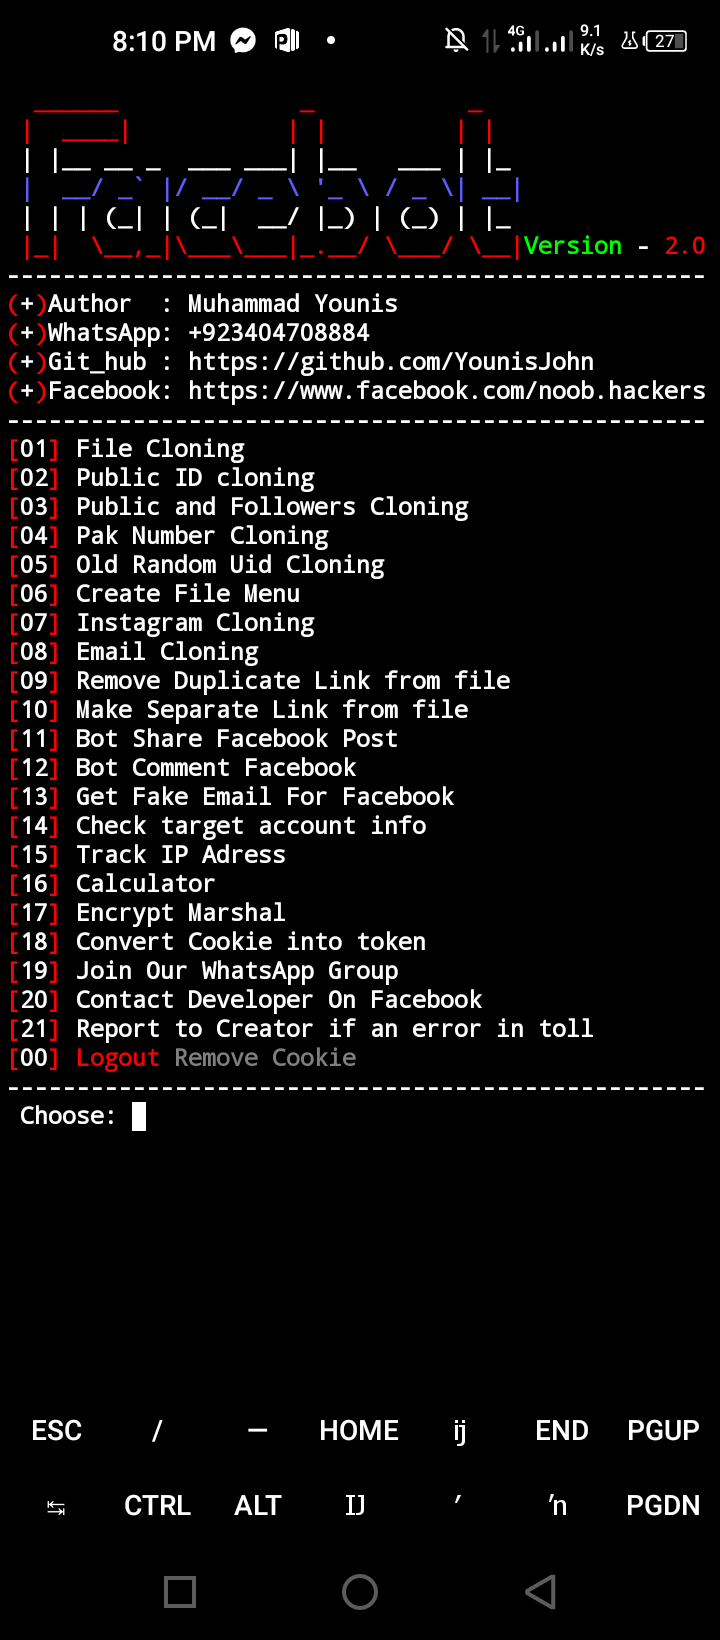 8:10 PM 4G 9.1 K/s 27
Version - 2.0
(+)Author  : Muhammad Younis
(+)WhatsApp: +923404708884
(+)Git_hub : https://github.com/YounisJohn
(+)Facebook: https://www.facebook.com/noob.hackers
[01] File Cloning
[02] Public ID cloning
[03] Public and Followers Cloning
[04] Pak Number Cloning
[05] Old Random Uid Cloning
[06] Create File Menu
[07] Instagram Cloning
[08] Email Cloning
[09] Remove Duplicate Link from file
[10] Make Separate Link from file
[11] Bot Share Facebook Post
[12] Bot Comment Facebook
[13] Get Fake Email For Facebook
[14] Check target account info
[15] Track IP Adress
[16] Calculator
[17] Encrypt Marshal
[18] Convert Cookie into token
[19] Join Our WhatsApp Group
[20] Contact Developer On Facebook
[21] Report to Creator if an error in toll
[00] Logout Remove Cookie
Choose:
ESC / — HOME ĳ END PGUP
↹ CTRL ALT Ĳ ′ ŉ PGDN